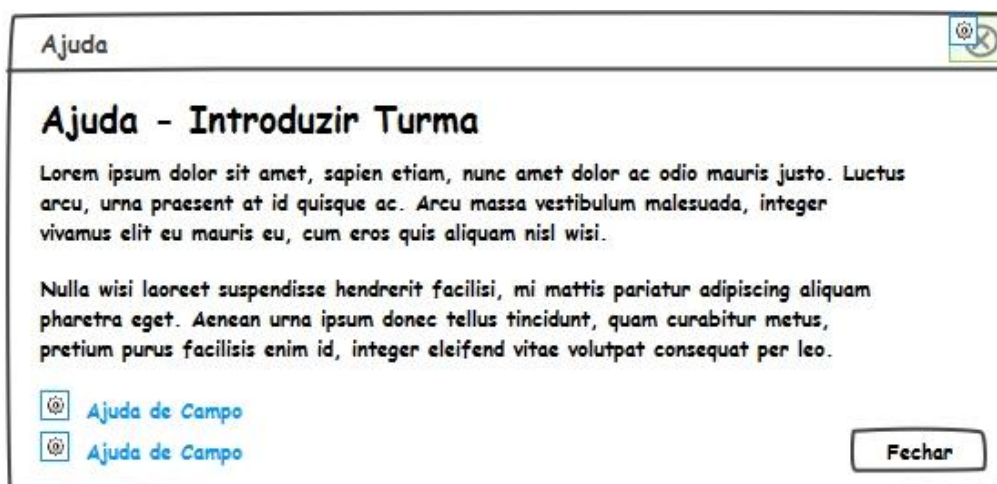 Ajuda
Ajuda - Introduzir Turma
Lorem ipsum dolor sit amet, sapien etiam, nunc amet dolor ac odio mauris justo. Luctus
arcu, urna praesent at id quisque ac. Arcu massa vestibulum malesuada, integer
vivamus elit eu mauris eu, cum eros quis aliquam nisl wisi.
Nulla wisi laoreet suspendisse hendrerit facilisi, mi mattis pariatur adipiscing aliquam
pharetra eget. Aenean urna ipsum donec tellus tincidunt, quam curabitur metus,
pretium purus facilisis enim id, integer eleifend vitae volutpat consequat per leo.
Ajuda de Campo
Ajuda de Campo
Fechar